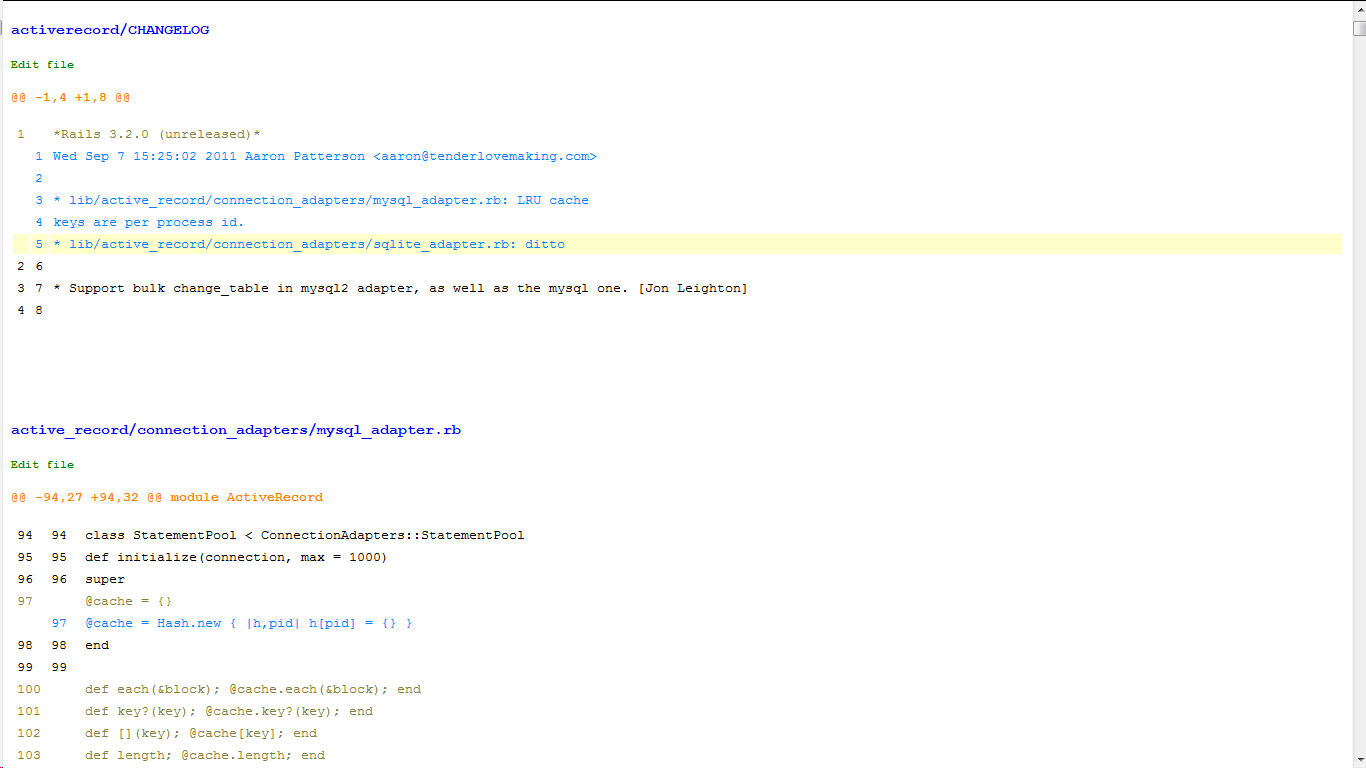 activerecord/CHANGELOG
Edit file
@@ -1,4 +1,8 @@
1 *Rails 3.2.0 (unreleased)*
1 Wed Sep 7 15:25:02 2011 Aaron Patterson <aaron@tenderlovemaking.com>
2
3 * lib/active_record/connection_adapters/mysql_adapter.rb: LRU cache
4 keys are per process id.
5 * lib/active_record/connection_adapters/sqlite_adapter.rb: ditto
2 6
3 7 * Support bulk change_table in mysql2 adapter, as well as the mysql one. [Jon Leighton]
4 8
active_record/connection_adapters/mysql_adapter.rb
Edit file
@@ -94,27 +94,32 @@ module ActiveRecord
94 94 class StatementPool < ConnectionAdapters::StatementPool
95 95 def initialize(connection, max = 1000)
96 96 super
97 @cache = {}
97 @cache = Hash.new { |h,pid| h[pid] = {} }
98 98 end
99 99
100 def each(&block); @cache.each(&block); end
101 def key?(key); @cache.key?(key); end
102 def [](key); @cache[key]; end
103 def length; @cache.length; end